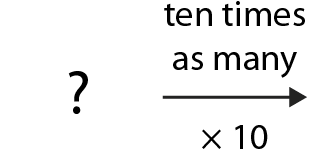 ?
ten times
as many
× 10